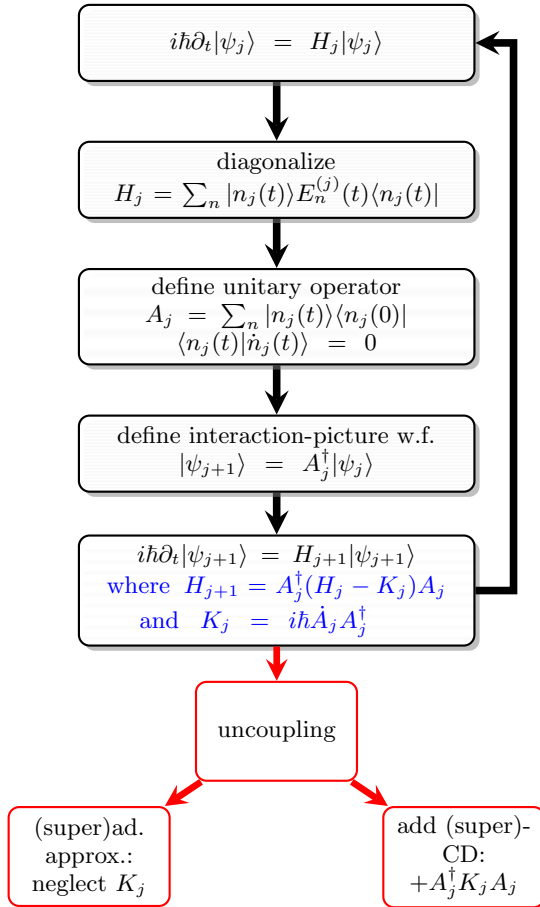 iħ∂ₜ|ψⱼ⟩ = Hⱼ|ψⱼ⟩
diagonalize
Hⱼ = ∑ₙ |nⱼ(t)⟩Eₙ⁽ʲ⁾(t)⟨nⱼ(t)|
define unitary operator
Aⱼ = ∑ₙ |nⱼ(t)⟩⟨nⱼ(0)|
⟨nⱼ(t)|ṅⱼ(t)⟩ = 0
define interaction-picture w.f.
|ψⱼ₊₁⟩ = Aⱼ†|ψⱼ⟩
iħ∂ₜ|ψⱼ₊₁⟩ = Hⱼ₊₁|ψⱼ₊₁⟩
where Hⱼ₊₁ = Aⱼ†(Hⱼ − Kⱼ)Aⱼ
and Kⱼ = iħȦⱼAⱼ†
uncoupling
(super)ad.
approx.:
neglect Kⱼ
add (super)-
CD:
+Aⱼ†KⱼAⱼ